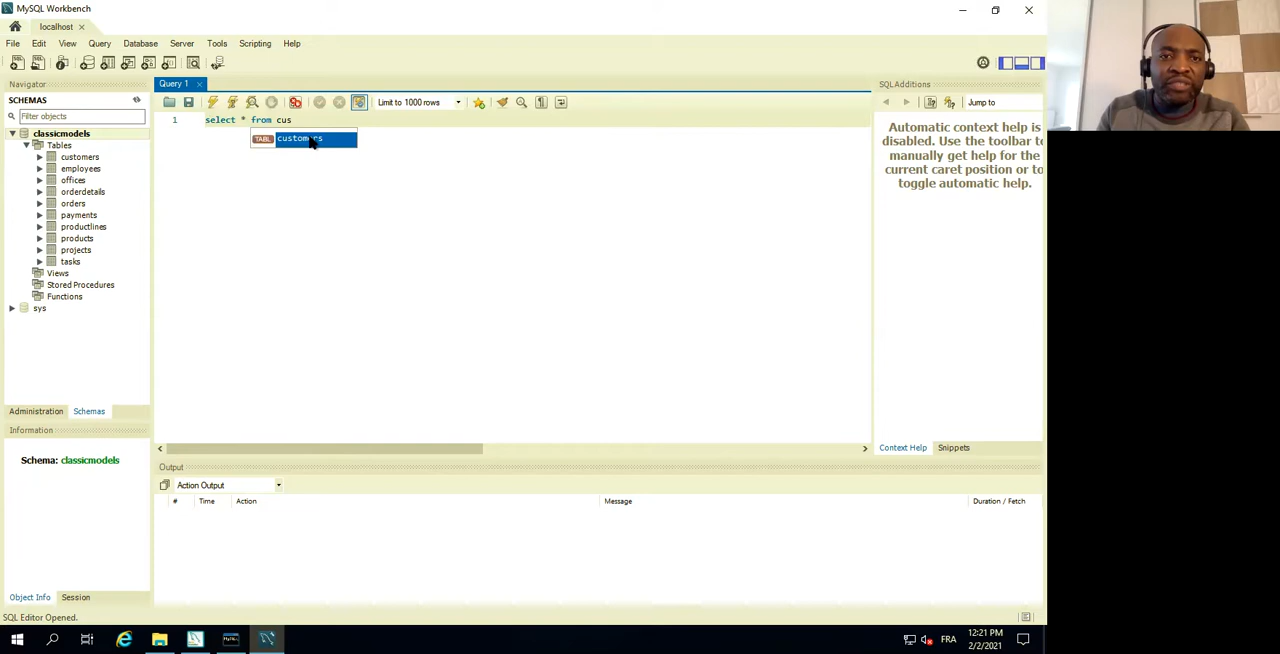 MySQL Workbench
localhost
File Edit View Query Database Server Tools Scripting Help
Navigator
SCHEMAS
Filter objects
classicmodels
Tables
customers
employees
offices
orderdetails
orders
payments
productlines
products
projects
tasks
Views
Stored Procedures
Functions
sys
Administration Schemas
Information
Schema: classicmodels
Object Info Session
SQL Editor Opened.
Query 1
Limit to 1000 rows
1 select * from cus
TABL customers
Output
Action Output
# Time Action Message Duration / Fetch
SQLAdditions
Jump to
Automatic context help is
disabled. Use the toolbar to
manually get help for the
current caret position or to
toggle automatic help.
Context Help Snippets
FRA
12:21 PM
2/2/2021